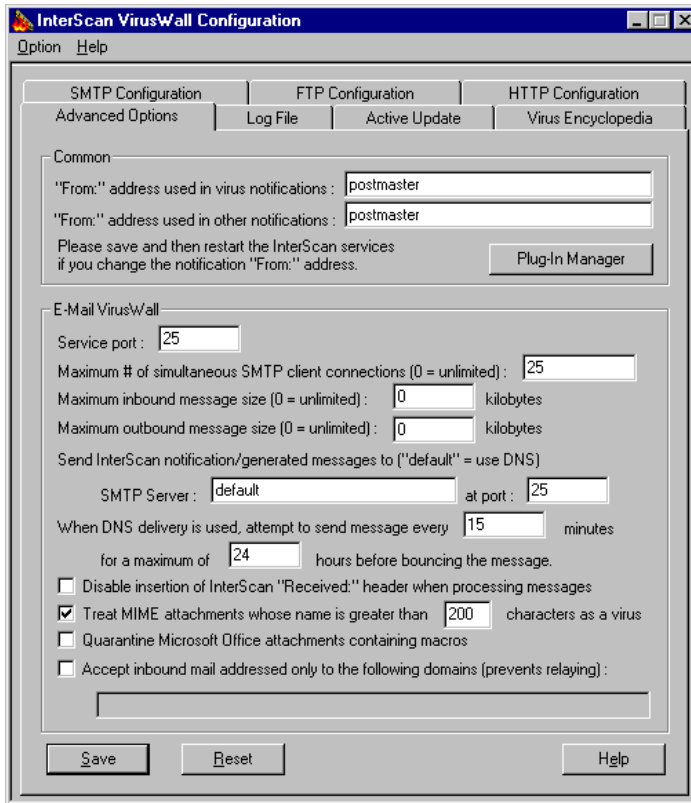 InterScan VirusWall Configuration
Option Help
SMTP Configuration FTP Configuration HTTP Configuration
Advanced Options Log File Active Update Virus Encyclopedia
Common
"From:" address used in virus notifications : postmaster
"From:" address used in other notifications : postmaster
Please save and then restart the InterScan services
if you change the notification "From:" address.
Plug-In Manager
E-Mail VirusWall
Service port : 25
Maximum # of simultaneous SMTP client connections (0 = unlimited) : 25
Maximum inbound message size (0 = unlimited) : 0 kilobytes
Maximum outbound message size (0 = unlimited) : 0 kilobytes
Send InterScan notification/generated messages to ("default" = use DNS)
SMTP Server : default at port : 25
When DNS delivery is used, attempt to send message every 15 minutes
for a maximum of 24 hours before bouncing the message.
Disable insertion of InterScan "Received:" header when processing messages
Treat MIME attachments whose name is greater than 200 characters as a virus
Quarantine Microsoft Office attachments containing macros
Accept inbound mail addressed only to the following domains (prevents relaying) :
Save Reset Help